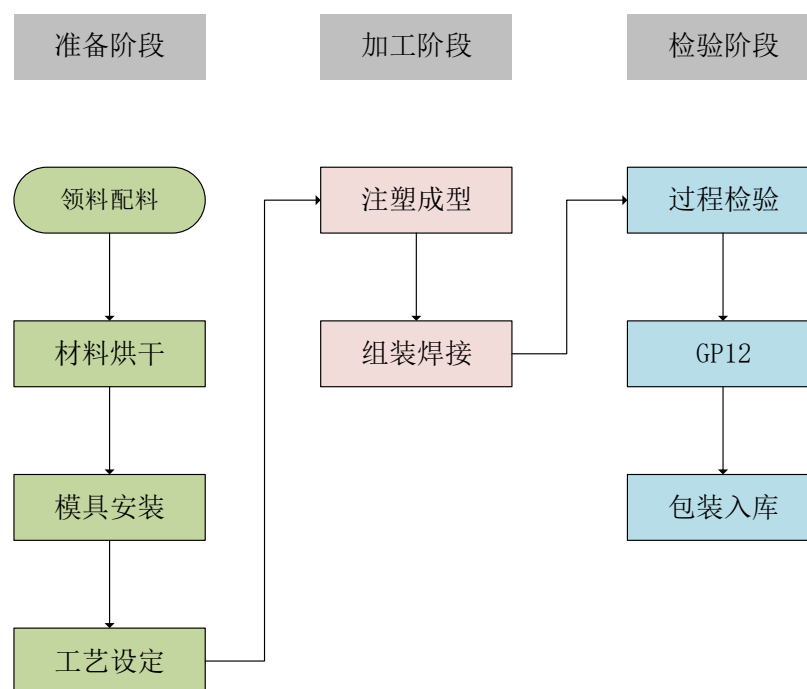 准备阶段
加工阶段
检验阶段
领料配料
注塑成型
过程检验
材料烘干
组装焊接
GP12
模具安装
包装入库
工艺设定